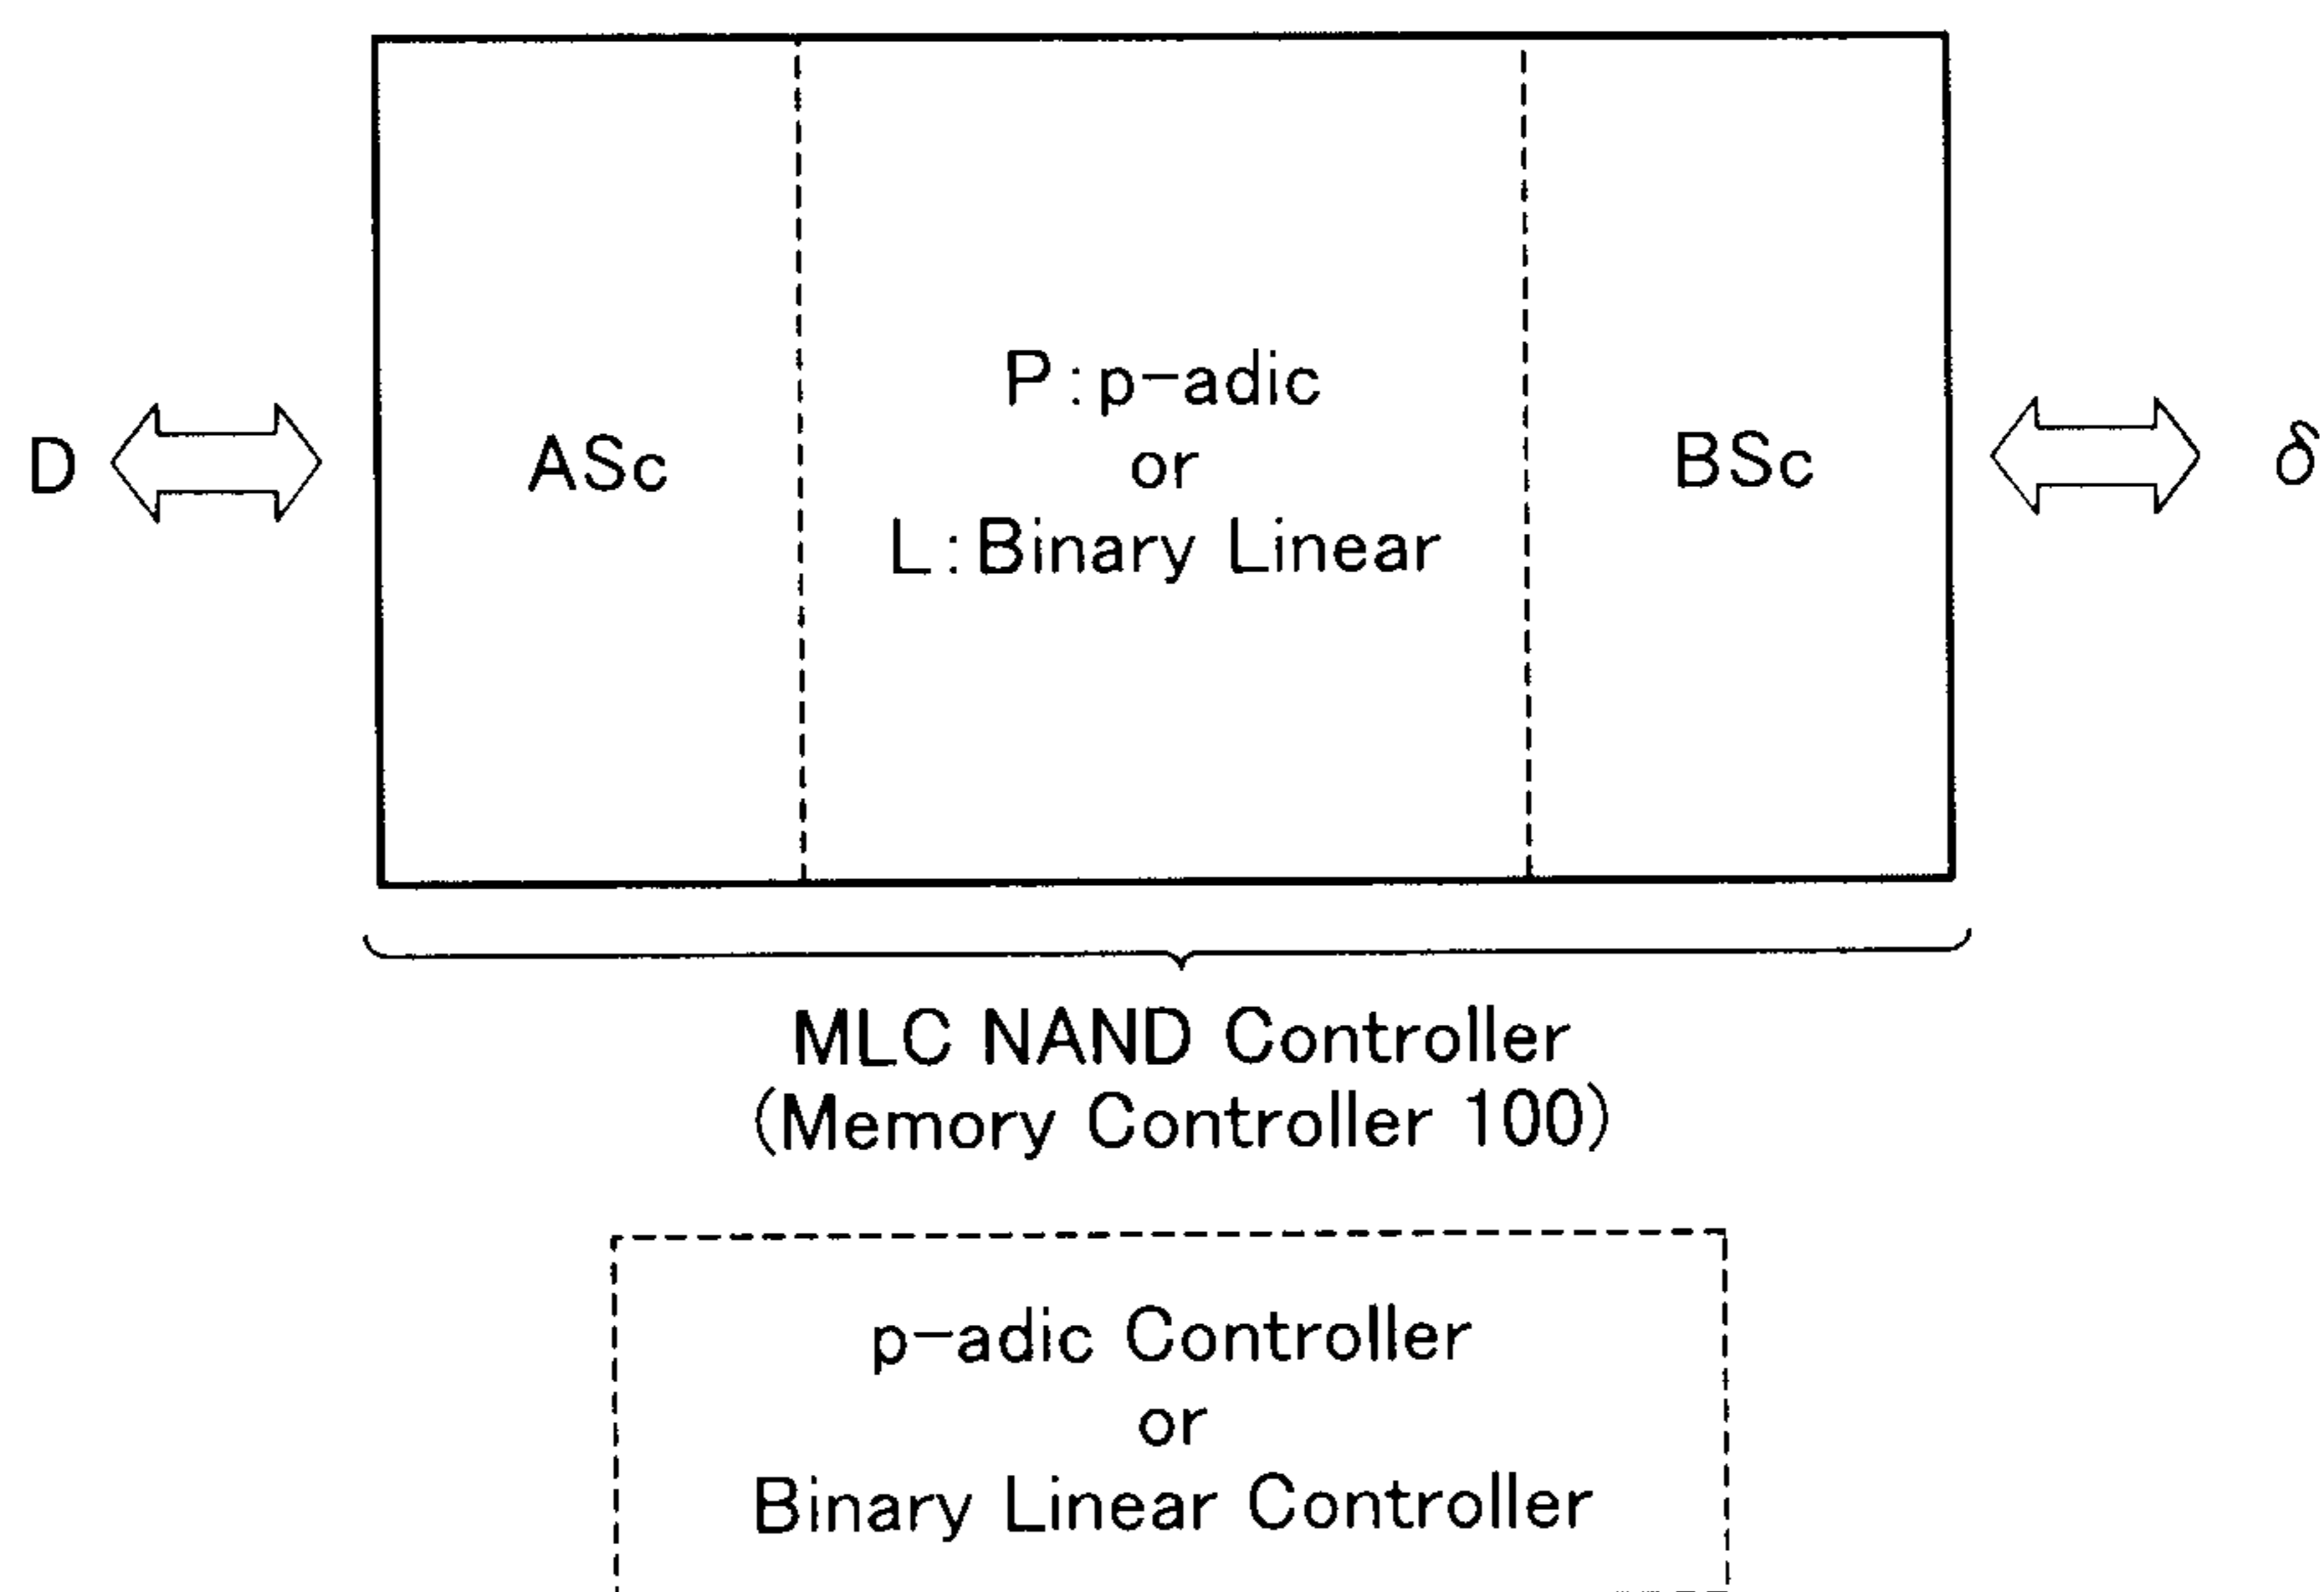 D
ASc
P:p-adic
or
L:Binary Linear
BSc
δ
MLC NAND Controller
(Memory Controller 100)
p-adic Controller
or
Binary Linear Controller